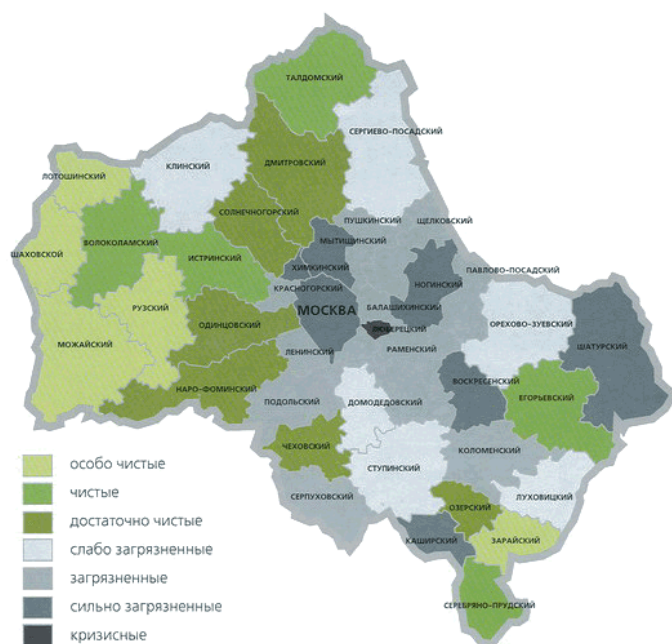 ТАЛДОМСКИЙ
СЕРГИЕВО-ПОСАДСКИЙ
КЛИНСКИЙ
ДМИТРОВСКИЙ
ЛОТОШИНСКИЙ
СОЛНЕЧНОГОРСКИЙ
ПУШКИНСКИЙ
ЩЕЛКОВСКИЙ
ШАХОВСКОЙ
ВОЛОКОЛАМСКИЙ
МЫТИЩИНСКИЙ
ИСТРИНСКИЙ
ХИМКИНСКИЙ
ПАВЛОВО-ПОСАДСКИЙ
КРАСНОГОРСКИЙ
НОГИНСКИЙ
РУЗСКИЙ
МОСКВА
БАЛАШИХИНСКИЙ
ОДИНЦОВСКИЙ
ЛЮБЕРЕЦКИЙ
ОРЕХОВО-ЗУЕВСКИЙ
МОЖАЙСКИЙ
ЛЕНИНСКИЙ
РАМЕНСКИЙ
ШАТУРСКИЙ
НАРО-ФОМИНСКИЙ
ВОСКРЕСЕНСКИЙ
ПОДОЛЬСКИЙ
ДОМОДЕДОВСКИЙ
ЕГОРЬЕВСКИЙ
ЧЕХОВСКИЙ
КОЛОМЕНСКИЙ
СТУПИНСКИЙ
СЕРПУХОВСКИЙ
ЛУХОВИЦКИЙ
ОЗЕРСКИЙ
КАШИРСКИЙ
ЗАРАЙСКИЙ
СЕРЕБРЯНО-ПРУДСКИЙ
особо чистые
чистые
достаточно чистые
слабо загрязненные
загрязненные
сильно загрязненные
кризисные